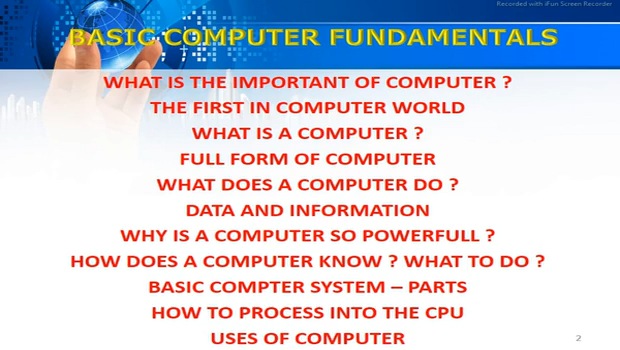 Recorded with iFun Screen Recorder
BASIC COMPUTER FUNDAMENTALS
WHAT IS THE IMPORTANT OF COMPUTER ?
THE FIRST IN COMPUTER WORLD
WHAT IS A COMPUTER ?
FULL FORM OF COMPUTER
WHAT DOES A COMPUTER DO ?
DATA AND INFORMATION
WHY IS A COMPUTER SO POWERFULL ?
HOW DOES A COMPUTER KNOW ? WHAT TO DO ?
BASIC COMPTER SYSTEM – PARTS
HOW TO PROCESS INTO THE CPU
USES OF COMPUTER
2